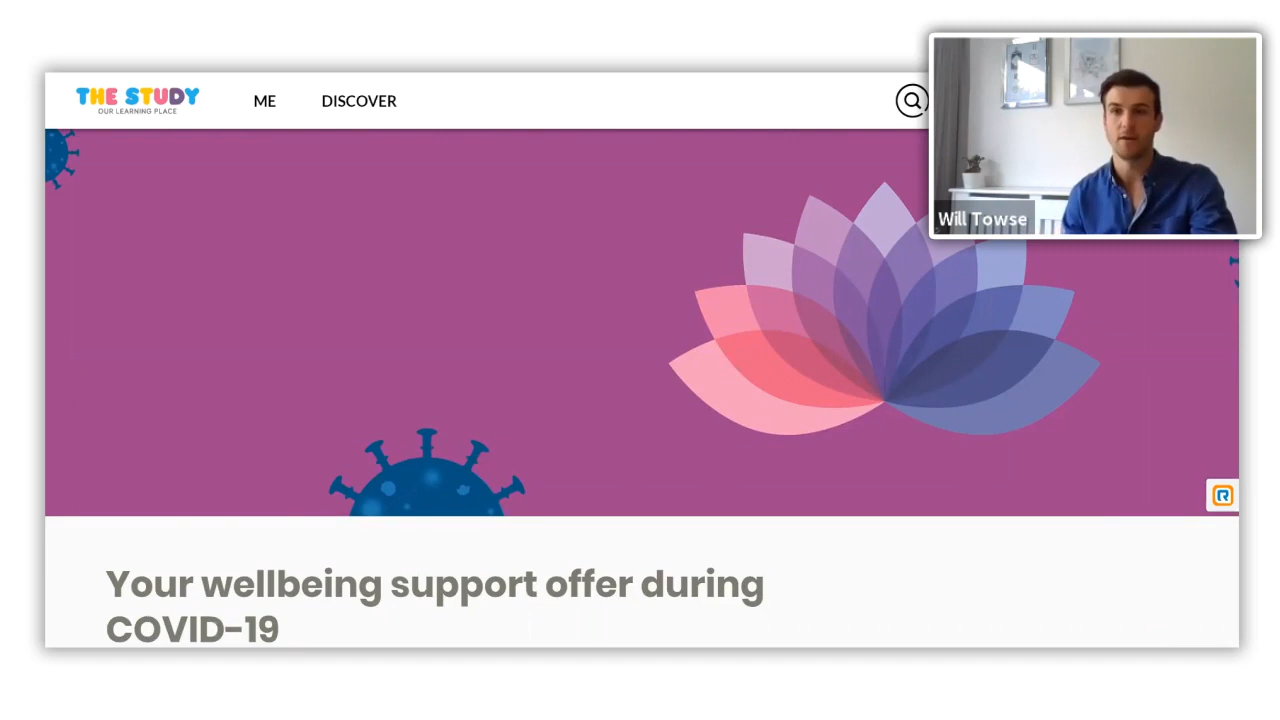 THE STUDY
OUR LEARNING PLACE
ME
DISCOVER
Will Towse
R
Your wellbeing support offer during
COVID-19